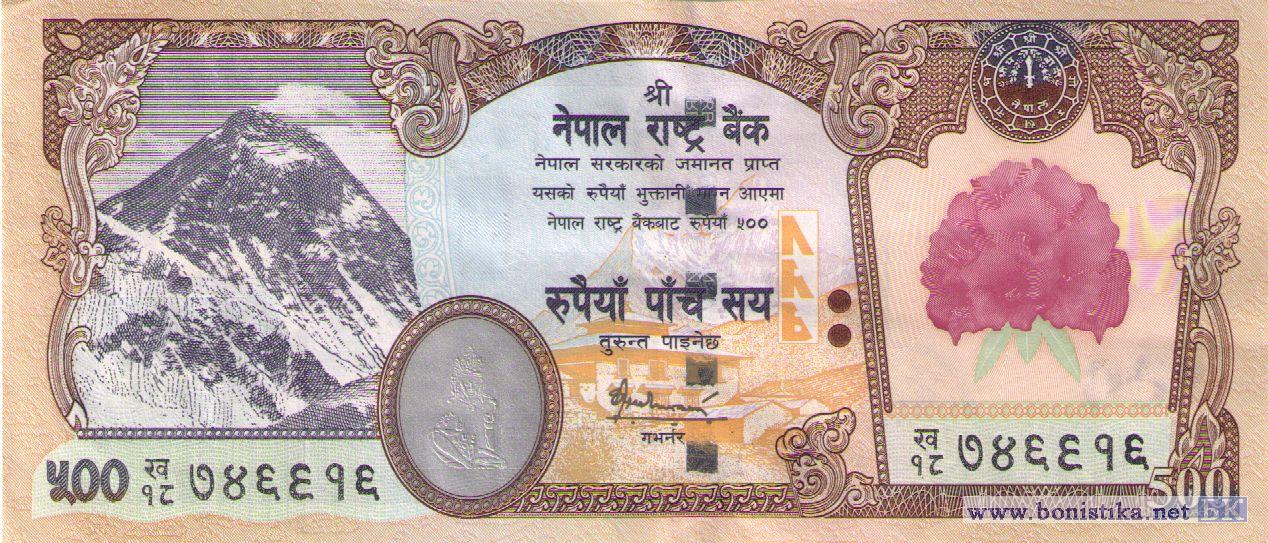 श्री
नेपाल राष्ट्र बैंक
नेपाल सरकारको जमानत प्राप्त
यसको रुपैयाँ भुक्तानी आएमा
नेपाल राष्ट्र बैंकबाट रुपैयाँ ५००
रुपैयाँ पाँच सय
तुरुन्त पाइनेछ
गभर्नर
५०० ख १८ ७४६६१६
ख १८ ७४६६१६
500
नेपाल
www.bonistika.net БК